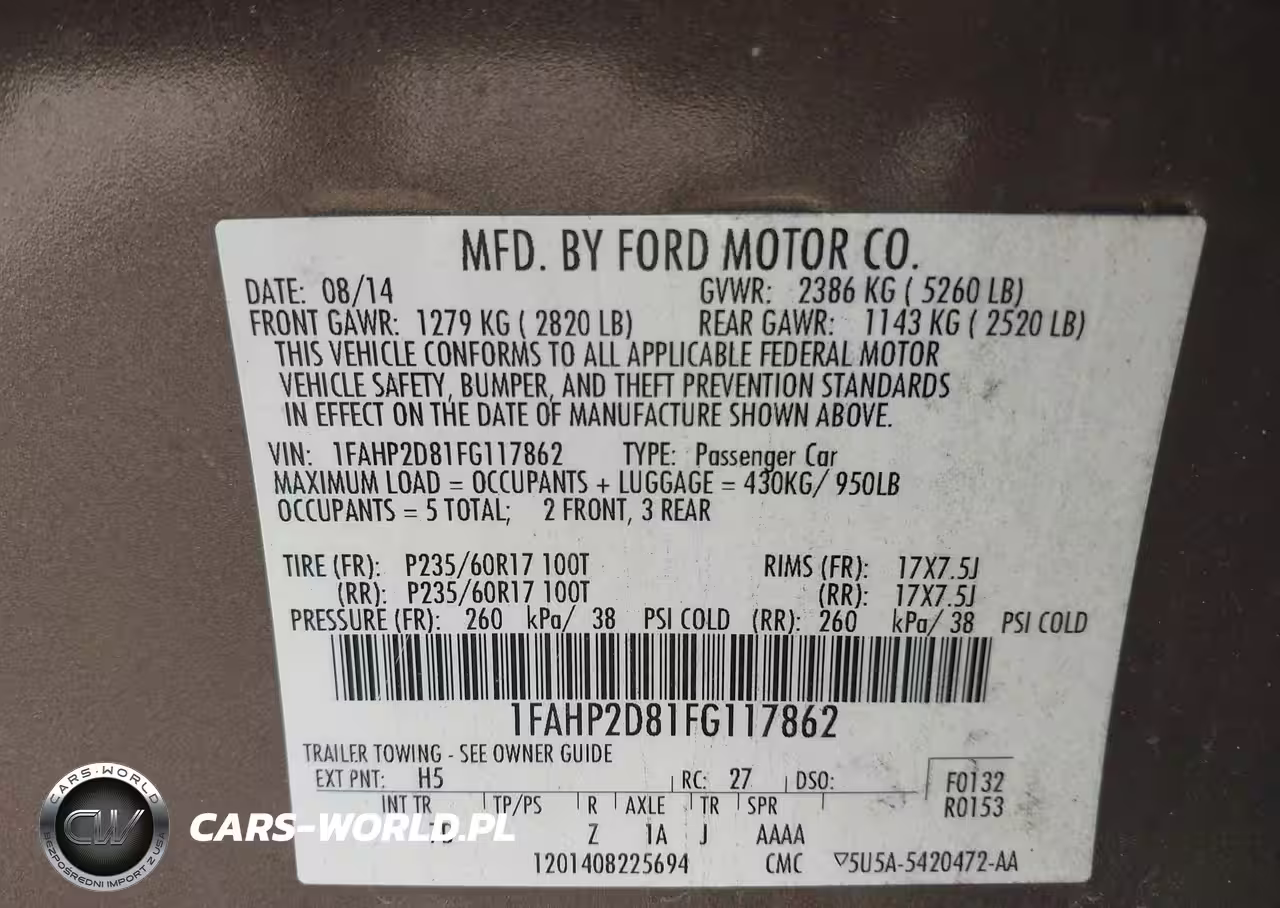 MFD. BY FORD MOTOR CO.
DATE: 08/14 GVWR: 2386 KG ( 5260 LB)
FRONT GAWR: 1279 KG ( 2820 LB) REAR GAWR: 1143 KG ( 2520 LB)
THIS VEHICLE CONFORMS TO ALL APPLICABLE FEDERAL MOTOR
VEHICLE SAFETY, BUMPER, AND THEFT PREVENTION STANDARDS
IN EFFECT ON THE DATE OF MANUFACTURE SHOWN ABOVE.
VIN: 1FAHP2D81FG117862 TYPE: Passenger Car
MAXIMUM LOAD = OCCUPANTS + LUGGAGE = 430KG/ 950LB
OCCUPANTS = 5 TOTAL; 2 FRONT, 3 REAR
TIRE (FR): P235/60R17 100T RIMS (FR): 17X7.5J
(RR): P235/60R17 100T (RR): 17X7.5J
PRESSURE (FR): 260 kPa/ 38 PSI COLD (RR): 260 kPa/ 38 PSI COLD
1FAHP2D81FG117862
TRAILER TOWING - SEE OWNER GUIDE
EXT PNT: H5 RC: 27 DSO: F0132
INT TR TP/PS R AXLE TR SPR R0153
Z 1A J AAAA
1201408225694 CMC ▽5U5A-5420472-AA
CARS-WORLD
CW
BEZPOŚREDNI IMPORT Z USA
CARS-WORLD.PL